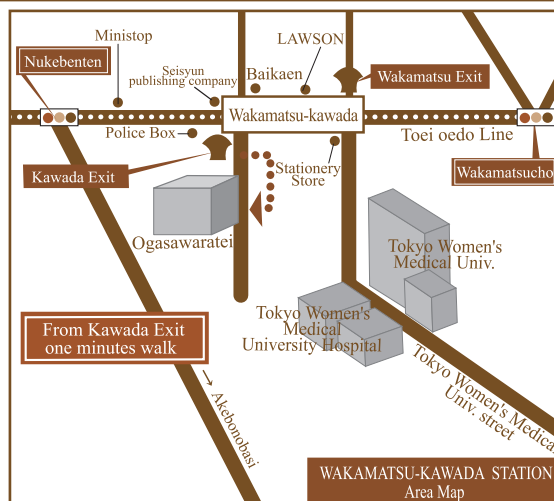 Ministop
LAWSON
Nukebenten
Seisyun
publishing company
Baikaen
Wakamatsu Exit
Wakamatsu-kawada
Police Box
Toei oedo Line
Kawada Exit
Stationery
Store
Wakamatsucho
Ogasawaratei
Tokyo Women's
Medical Univ.
Tokyo Women's
Medical
University Hospital
From Kawada Exit
one minutes walk
→ Akebonobasi
Tokyo Women's Medica
Univ. street
WAKAMATSU-KAWADA STATION
Area Map